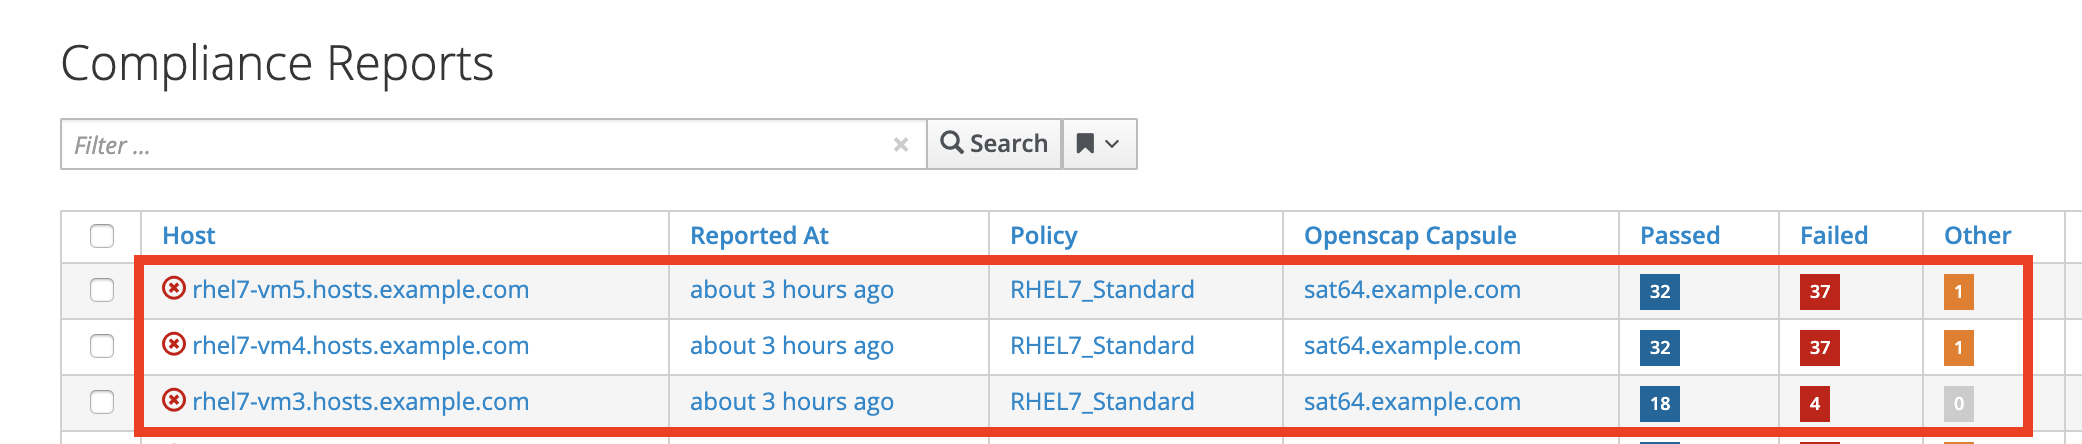 Compliance Reports
Filter ... × Search
Host Reported At Policy Openscap Capsule Passed Failed Other
rhel7-vm5.hosts.example.com about 3 hours ago RHEL7_Standard sat64.example.com 32 37 1
rhel7-vm4.hosts.example.com about 3 hours ago RHEL7_Standard sat64.example.com 32 37 1
rhel7-vm3.hosts.example.com about 3 hours ago RHEL7_Standard sat64.example.com 18 4 0